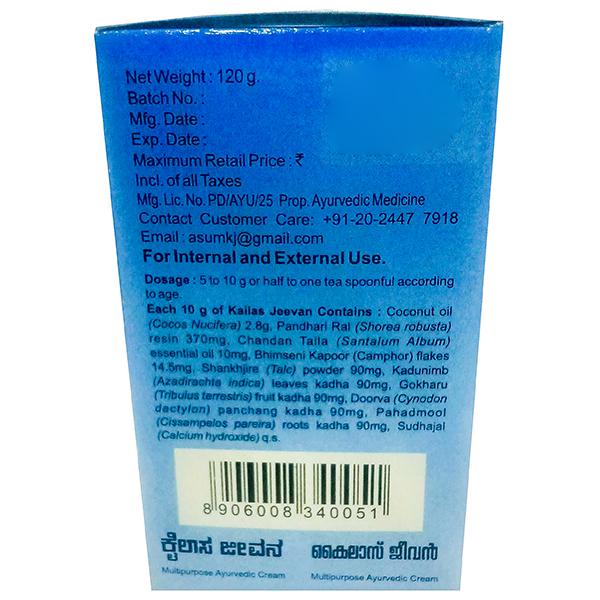 Net Weight : 120 g.
Batch No. :
Mfg. Date :
Exp. Date :
Maximum Retail Price : ₹
Incl. of all Taxes
Mfg. Lic. No. PD/AYU/25 Prop. Ayurvedic Medicine
Contact Customer Care: +91-20-2447 7918
Email : asumkj@gmail.com
For Internal and External Use.
Dosage : 5 to 10 g or half to one tea spoonful according
to age.
Each 10 g of Kailas Jeevan Contains : Coconut oil
(Cocos Nucifera) 2.8g, Pandhari Ral (Shorea robusta)
resin 370mg, Chandan Taila (Santalum Album)
essential oil 10mg, Bhimseni Kapoor (Camphor) flakes
14.5mg, Shankhjire (Talc) powder 90mg, Kadunimb
(Azadirachta indica) leaves kadha 90mg, Gokharu
(Tribulus terrestris) fruit kadha 90mg, Doorva (Cynodon
dactylon) panchang kadha 90mg, Pahadmool
(Cissampelos pareira) roots kadha 90mg, Sudhajal
(Calcium hydroxide) q.s.
8 906008 340051
ಕೈಲಾಸ ಜೀವನ കൈലാസ് ജീവൻ
Multipurpose Ayurvedic Cream Multipurpose Ayurvedic Cream